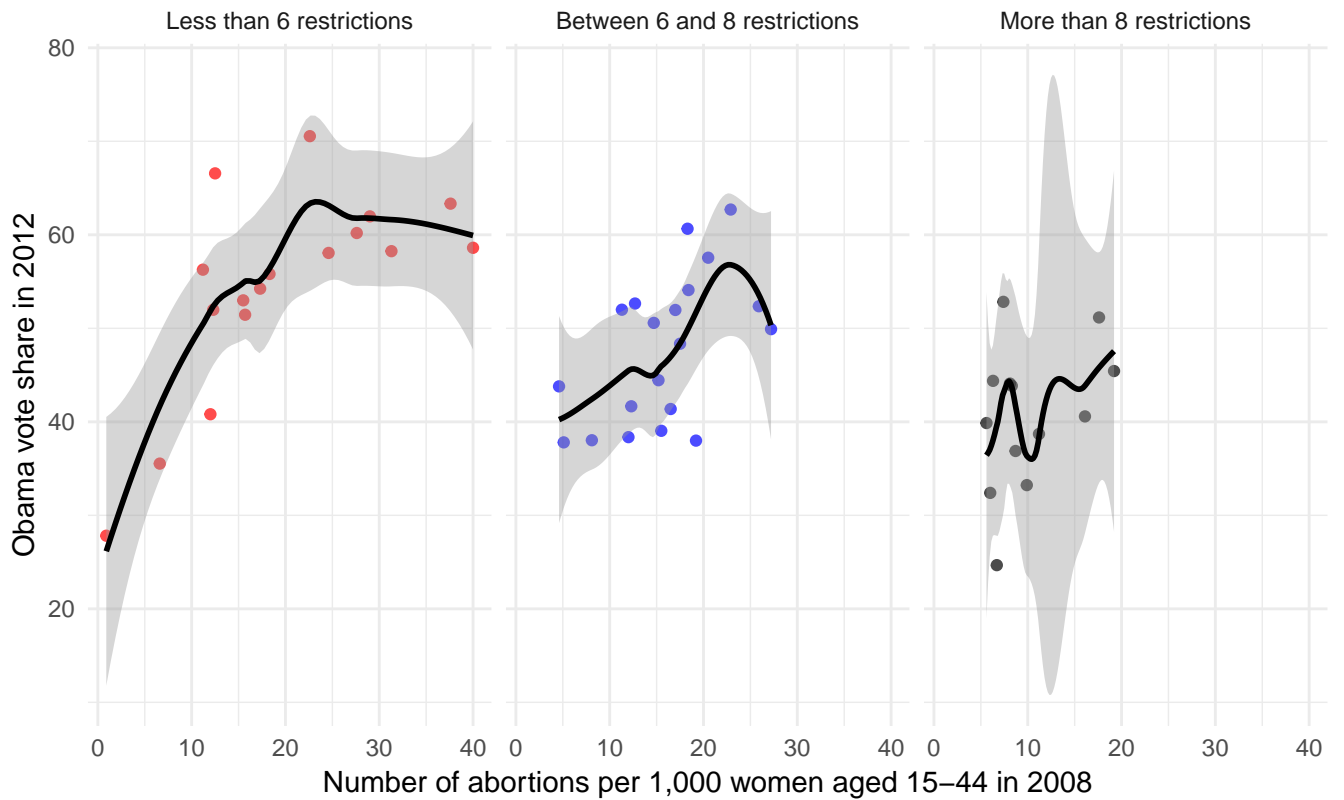 Less than 6 restrictions
Between 6 and 8 restrictions
More than 8 restrictions
Obama vote share in 2012
80
60
40
20
0 10 20 30 40
0 10 20 30 40
0 10 20 30 40
Number of abortions per 1,000 women aged 15−44 in 2008